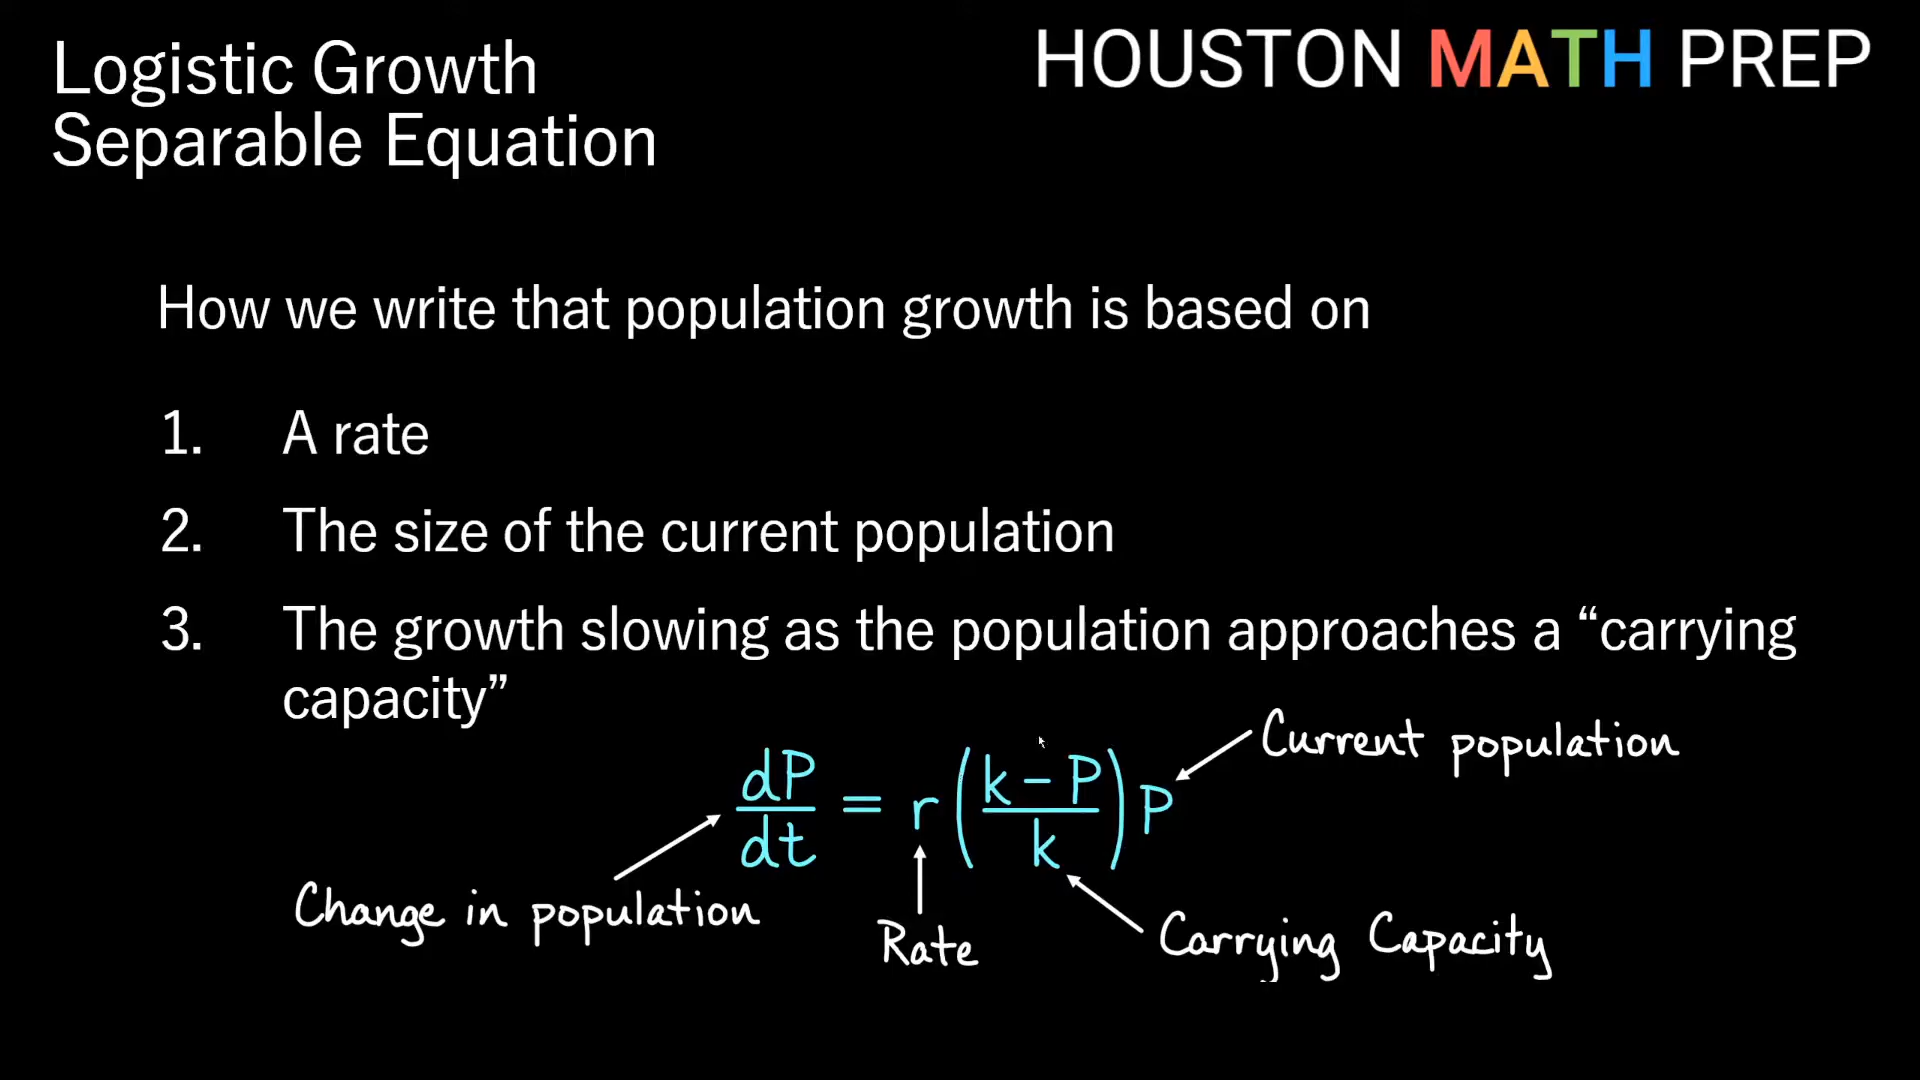 Logistic Growth
Separable Equation
HOUSTON MATH PREP
How we write that population growth is based on
1. A rate
2. The size of the current population
3. The growth slowing as the population approaches a “carrying
capacity”
Current population
dP/dt = r((k - P)/k)P
Change in population
Rate
Carrying Capacity